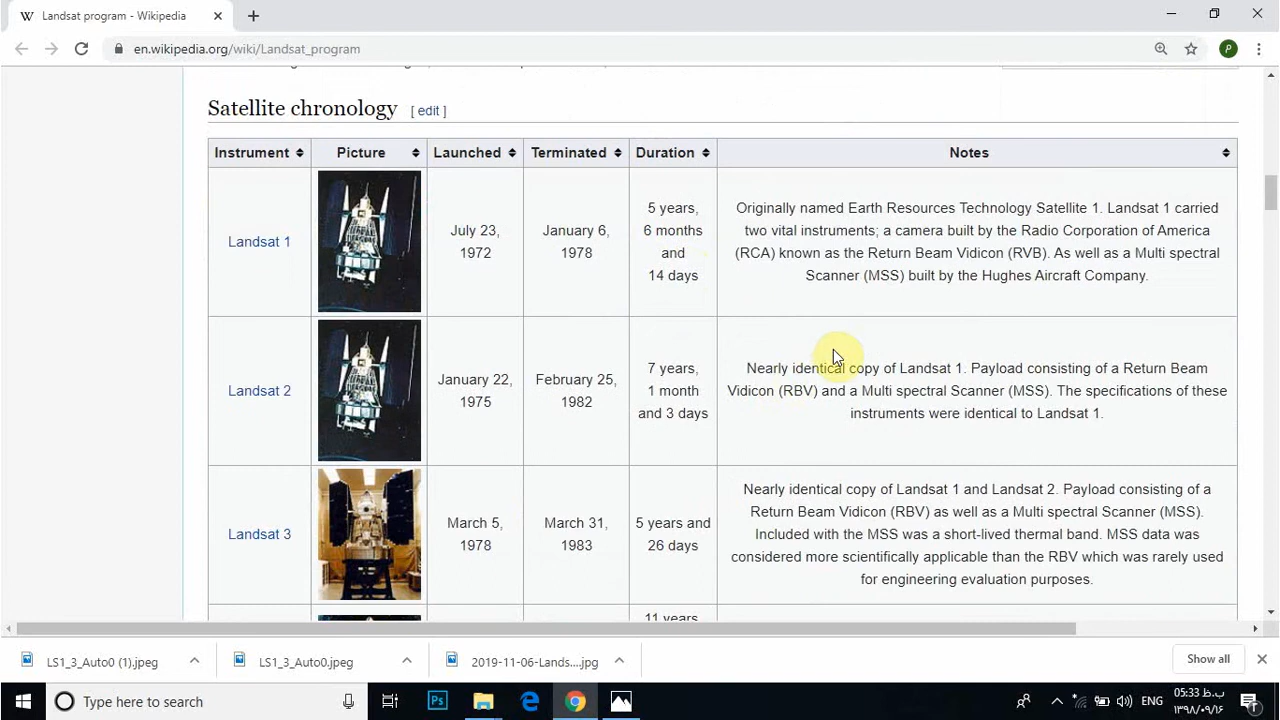 Landsat program - Wikipedia
en.wikipedia.org/wiki/Landsat_program
Satellite chronology [ edit ]
Instrument Picture Launched Terminated Duration Notes
Landsat 1
July 23,
1972
January 6,
1978
5 years,
6 months
and
14 days
Originally named Earth Resources Technology Satellite 1. Landsat 1 carried
two vital instruments; a camera built by the Radio Corporation of America
(RCA) known as the Return Beam Vidicon (RVB). As well as a Multi spectral
Scanner (MSS) built by the Hughes Aircraft Company.
Landsat 2
January 22,
1975
February 25,
1982
7 years,
1 month
and 3 days
Nearly identical copy of Landsat 1. Payload consisting of a Return Beam
Vidicon (RBV) and a Multi spectral Scanner (MSS). The specifications of these
instruments were identical to Landsat 1.
Landsat 3
March 5,
1978
March 31,
1983
5 years and
26 days
Nearly identical copy of Landsat 1 and Landsat 2. Payload consisting of a
Return Beam Vidicon (RBV) as well as a Multi spectral Scanner (MSS).
Included with the MSS was a short-lived thermal band. MSS data was
considered more scientifically applicable than the RBV which was rarely used
for engineering evaluation purposes.
11 years
LS1_3_Auto0 (1).jpeg
LS1_3_Auto0.jpeg
2019-11-06-Lands....jpg
Show all
Type here to search
Ps
ENG
05:33 ب.ظ
۱۳۹۸/۰۹/۱۶